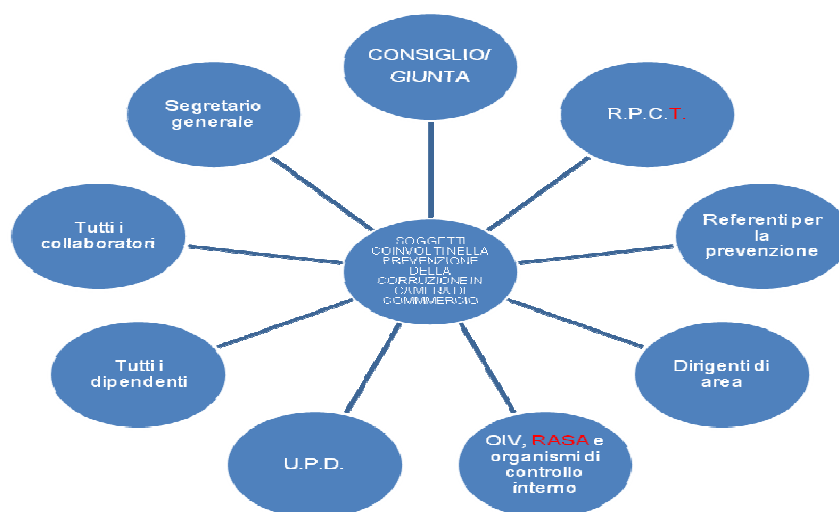 CONSIGLIO/
GIUNTA
R.P.C.T.
Referenti per
la
prevenzione
Dirigenti di
area
OIV, RASA e
organismi di
controllo
interno
U.P.D.
Tutti i
dipendenti
Tutti i
collaboratori
Segretario
generale
SOGGETTI
COINVOLTI NELLA
PREVENZIONE
DELLA
CORRUZIONE IN
CAMERA DI
COMMMERCIO